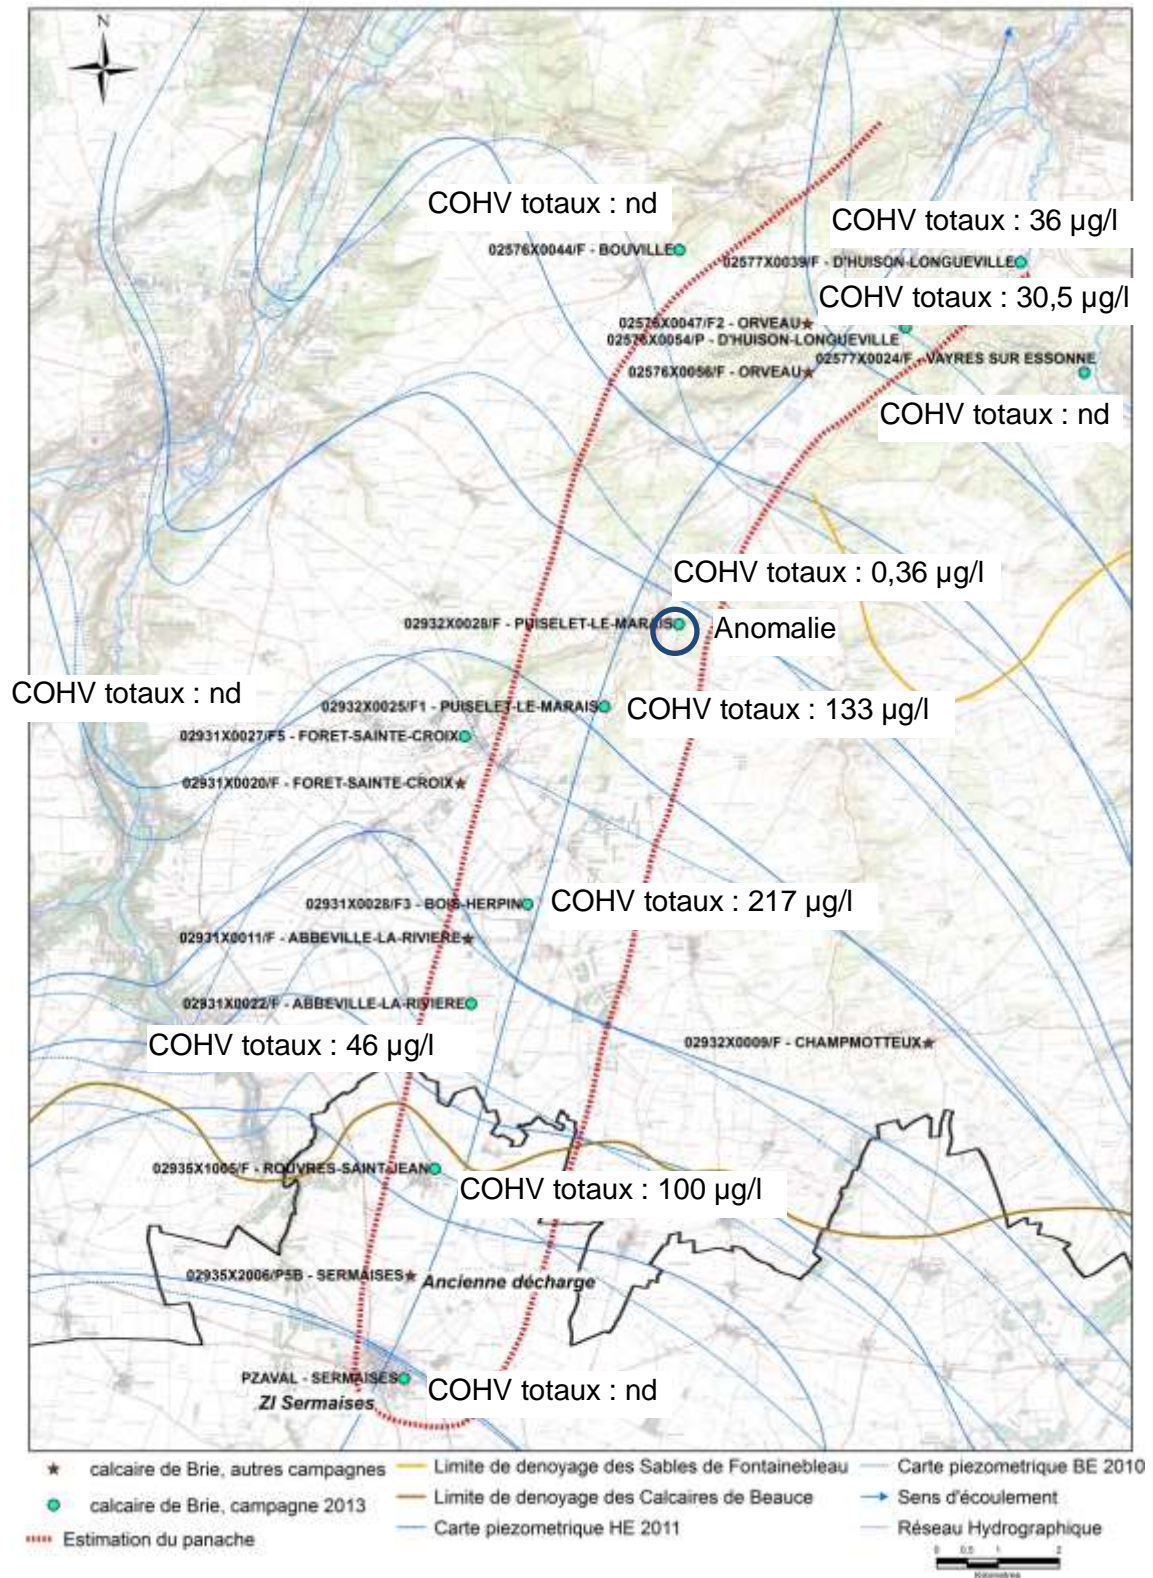 N
COHV totaux : nd
02576X0044/F - BOUVILLE
COHV totaux : 36 µg/l
02577X0039/F - D'HUISON-LONGUEVILLE
COHV totaux : 30,5 µg/l
02576X0047/F2 - ORVEAU
02576X0054/P - D'HUISON-LONGUEVILLE
02577X0024/F - VAYRES SUR ESSONNE
02576X0056/F - ORVEAU
COHV totaux : nd
COHV totaux : 0,36 µg/l
02932X0028/F - PUISELET-LE-MARAIS
Anomalie
COHV totaux : nd
02932X0025/F1 - PUISELET-LE-MARAIS
COHV totaux : 133 µg/l
02931X0027/F5 - FORET-SAINTE-CROIX
02931X0020/F - FORET-SAINTE-CROIX
02931X0028/F3 - BOIS-HERPIN
COHV totaux : 217 µg/l
02931X0011/F - ABBEVILLE-LA-RIVIERE
02931X0022/F - ABBEVILLE-LA-RIVIERE
COHV totaux : 46 µg/l
02932X0009/F - CHAMPMOTTEUX
02935X1005/F - ROUVRES-SAINT-JEAN
COHV totaux : 100 µg/l
02935X2006/P5B - SERMAISES
Ancienne décharge
PZAVAL - SERMAISES
COHV totaux : nd
ZI Sermaises
calcaire de Brie, autres campagnes
calcaire de Brie, campagne 2013
Estimation du panache
Limite de denoyage des Sables de Fontainebleau
Limite de denoyage des Calcaires de Beauce
Carte piezometrique HE 2011
Carte piezometrique BE 2010
Sens d'écoulement
Réseau Hydrographique
0 0,5 1 2
Kilometres